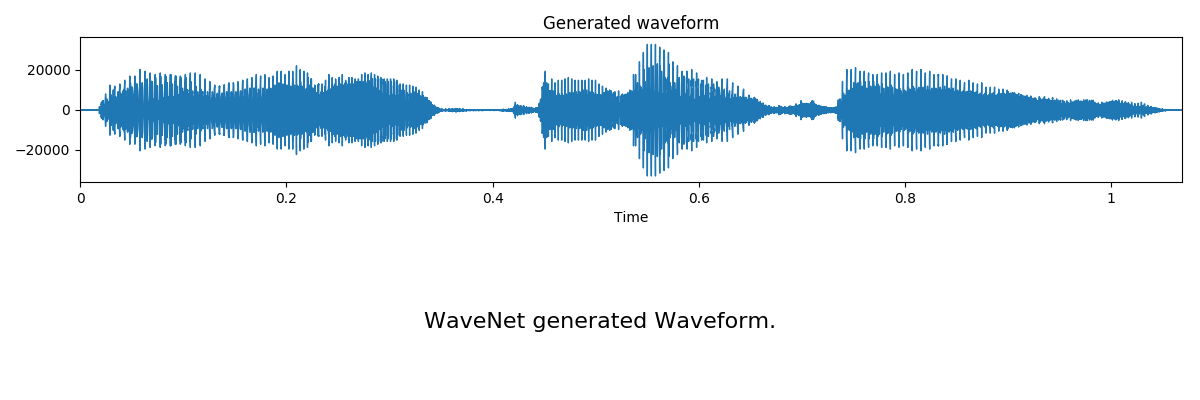 Generated waveform
20000
0
−20000
0 0.2 0.4 0.6 0.8 1
Time
WaveNet generated Waveform.